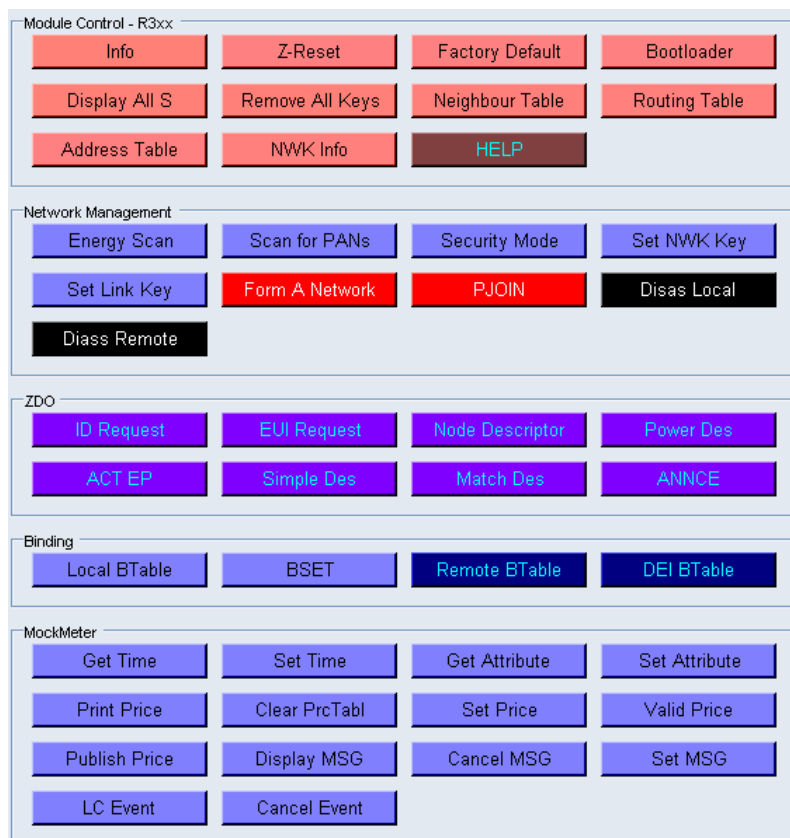 Module Control - R3xx
Info Z-Reset Factory Default Bootloader
Display All S Remove All Keys Neighbour Table Routing Table
Address Table NWK Info HELP
Network Management
Energy Scan Scan for PANs Security Mode Set NWK Key
Set Link Key Form A Network PJOIN Disas Local
Diass Remote
ZDO
ID Request EUI Request Node Descriptor Power Des
ACT EP Simple Des Match Des ANNCE
Binding
Local BTable BSET Remote BTable DEl BTable
MockMeter
Get Time Set Time Get Attribute Set Attribute
Print Price Clear PrcTabl Set Price Valid Price
Publish Price Display MSG Cancel MSG Set MSG
LC Event Cancel Event